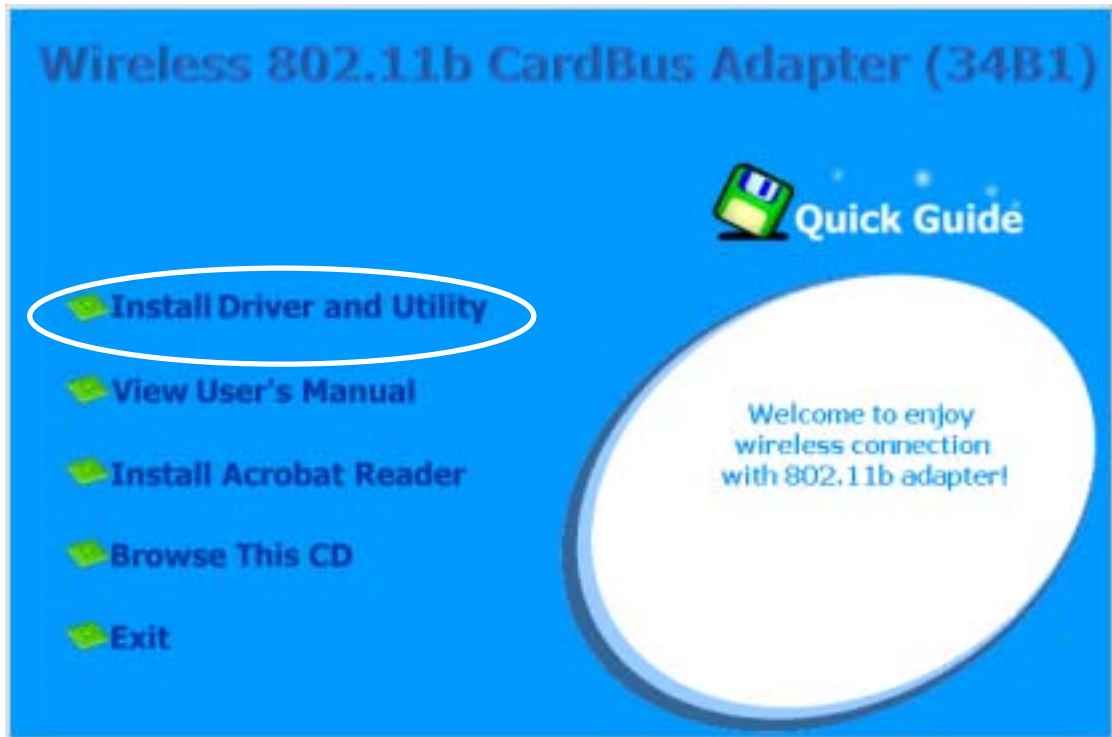 Wireless 802.11b CardBus Adapter (34B1)
Quick Guide
Install Driver and Utility
View User's Manual
Install Acrobat Reader
Browse This CD
Exit
Welcome to enjoy
wireless connection
with 802.11b adapter!